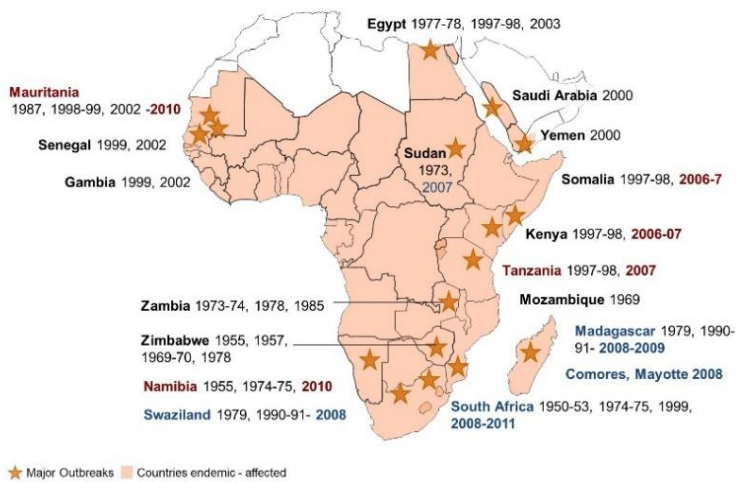 Egypt 1977-78, 1997-98, 2003
Mauritania
1987, 1998-99, 2002 -2010
Saudi Arabia 2000
Senegal 1999, 2002
Yemen 2000
Sudan
1973,
2007
Gambia 1999, 2002
Somalia 1997-98, 2006-7
Kenya 1997-98, 2006-07
Tanzania 1997-98, 2007
Zambia 1973-74, 1978, 1985
Mozambique 1969
Zimbabwe 1955, 1957,
1969-70, 1978
Madagascar 1979, 1990-
91- 2008-2009
Comores, Mayotte 2008
Namibia 1955, 1974-75, 2010
Swaziland 1979, 1990-91- 2008
South Africa 1950-53, 1974-75, 1999,
2008-2011
Major Outbreaks
Countries endemic - affected